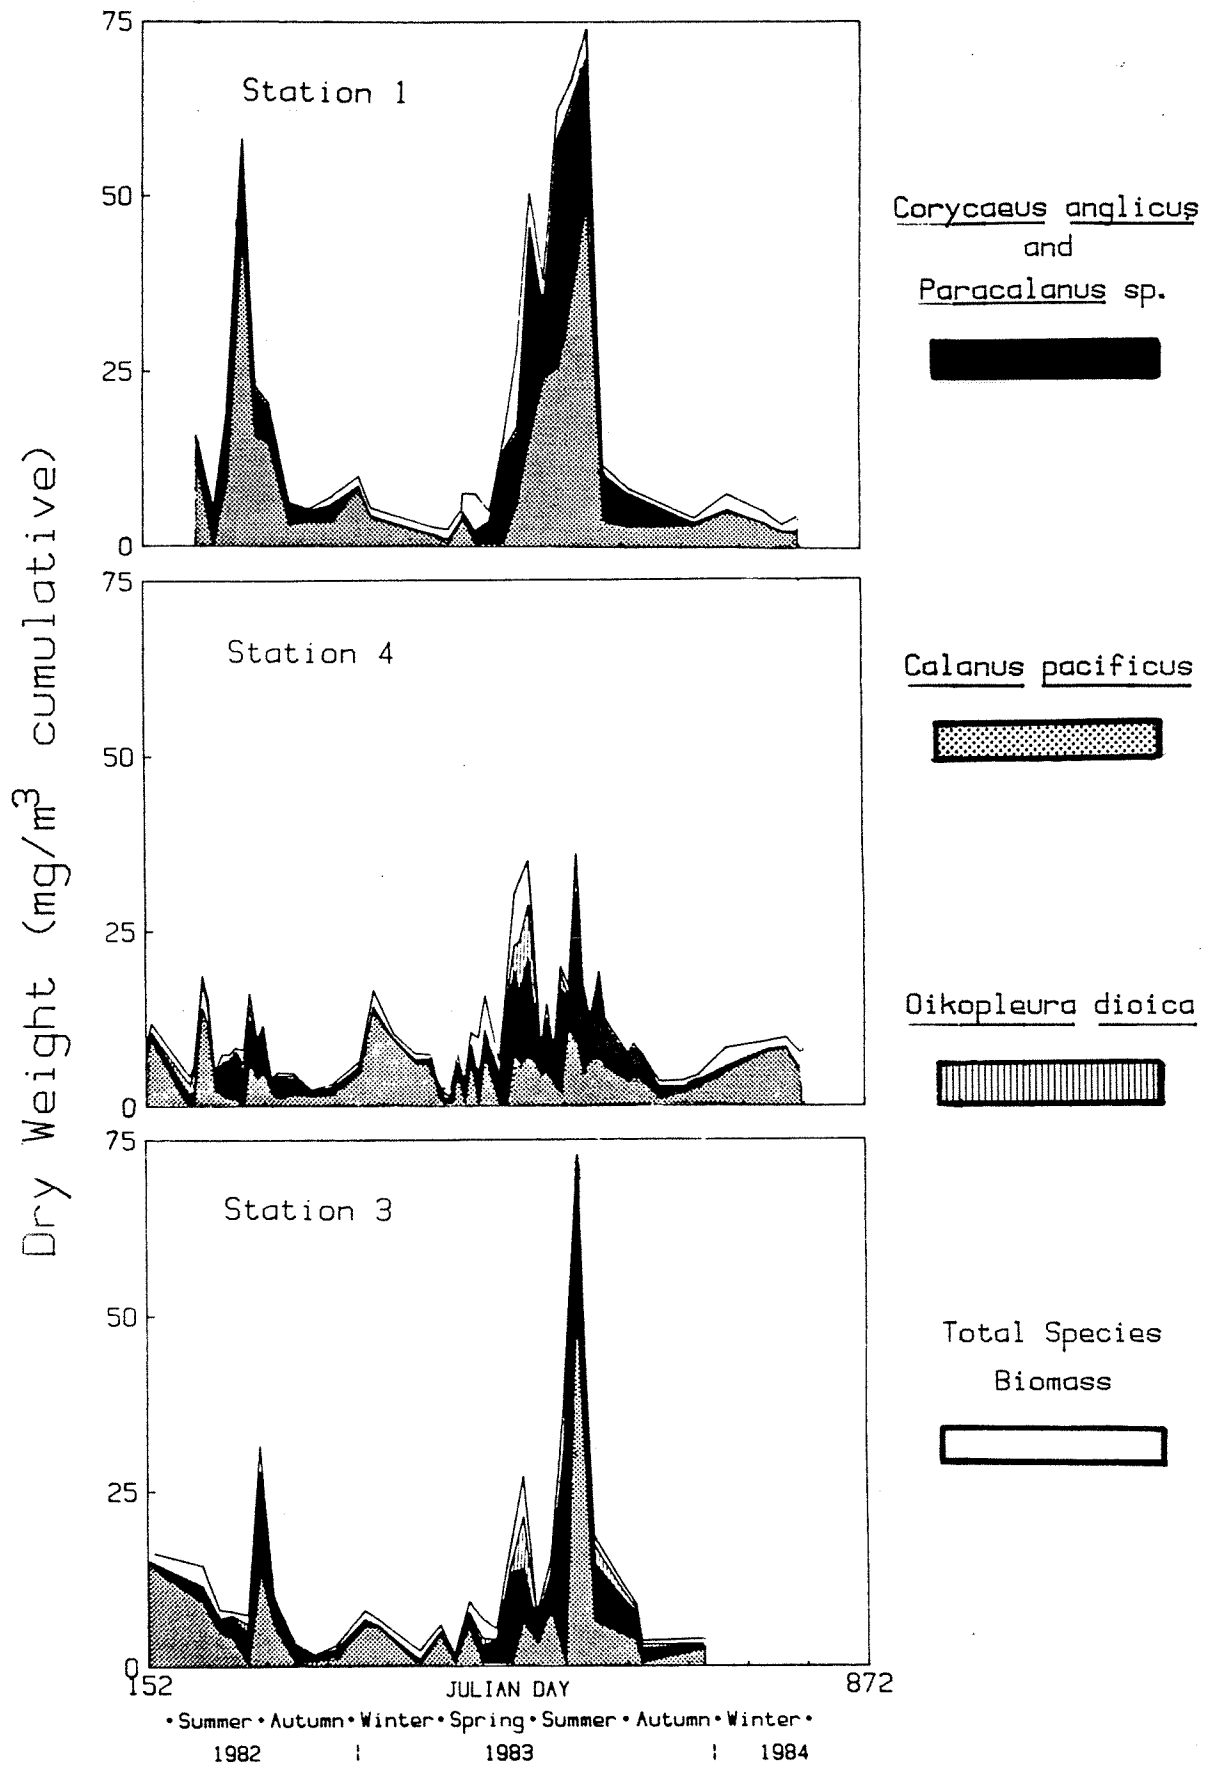 Dry Weight (mg/m³ cumulative)
75
50
25
0
Station 1
75
50
25
0
Station 4
75
50
25
0
Station 3
152
JULIAN DAY
872
•Summer•Autumn•Winter•Spring•Summer•Autumn•Winter•
1982 ¦ 1983 ¦ 1984
Corycaeus anglicus
and
Paracalanus sp.
Calanus pacificus
Oikopleura dioica
Total Species
Biomass